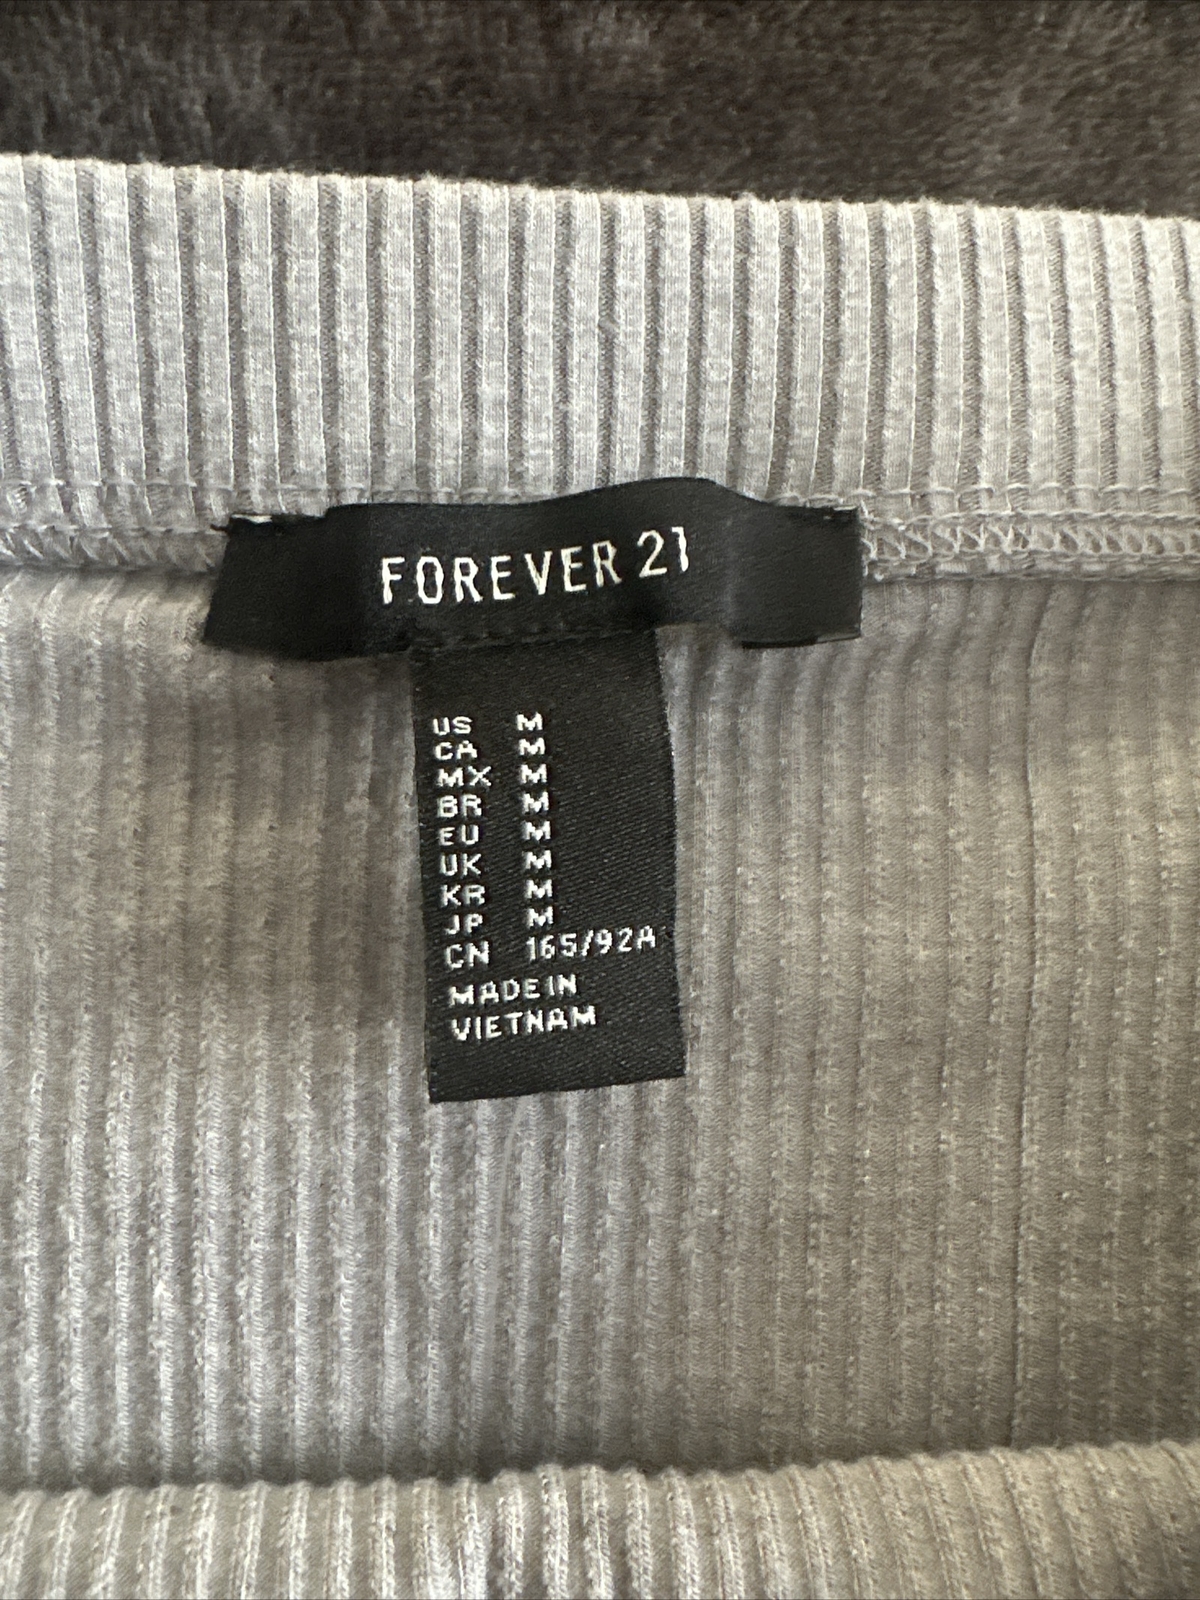 FOREVER 21
US M
CA M
MX M
BR M
EU M
UK M
KR M
JP M
CN 165/92A
MADE IN
VIETNAM